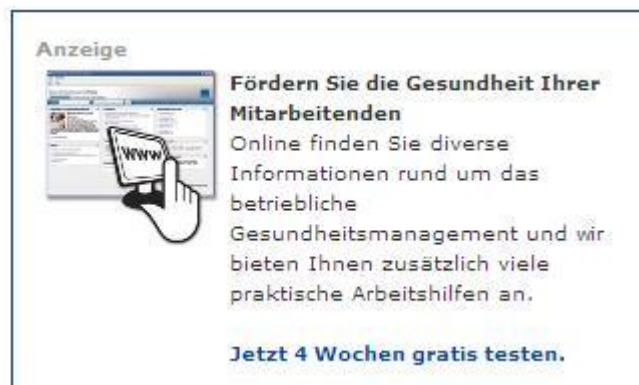 Anzeige
Fördern Sie die Gesundheit Ihrer
Mitarbeitenden
Online finden Sie diverse
Informationen rund um das
betriebliche
Gesundheitsmanagement und wir
bieten Ihnen zusätzlich viele
praktische Arbeitshilfen an.
WWW
Jetzt 4 Wochen gratis testen.